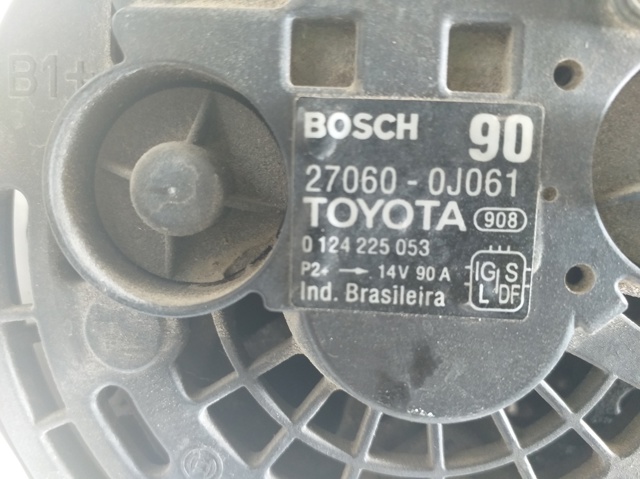 B1+
BOSCH 90
27060 - 0J061
TOYOTA 908
0 124 225 053
P2+ → 14V 90 A
Ind. Brasileira
IG S
L DF